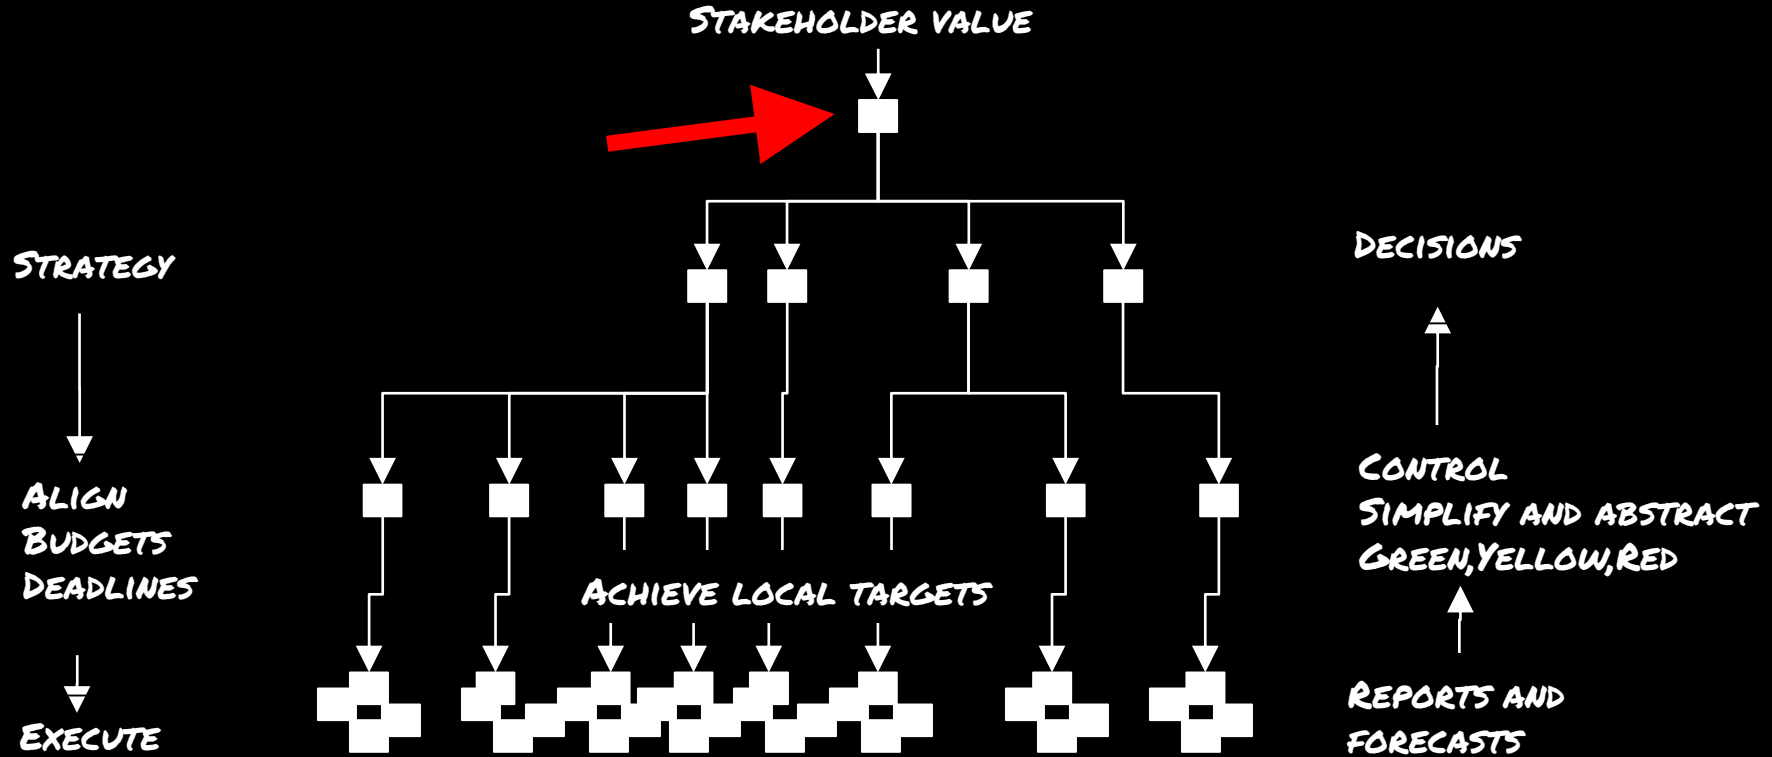 Stakeholder value
Strategy
Decisions
Align
Budgets
Deadlines
Control
Simplify and abstract
Green,Yellow,Red
Achieve local targets
Execute
Reports and
forecasts